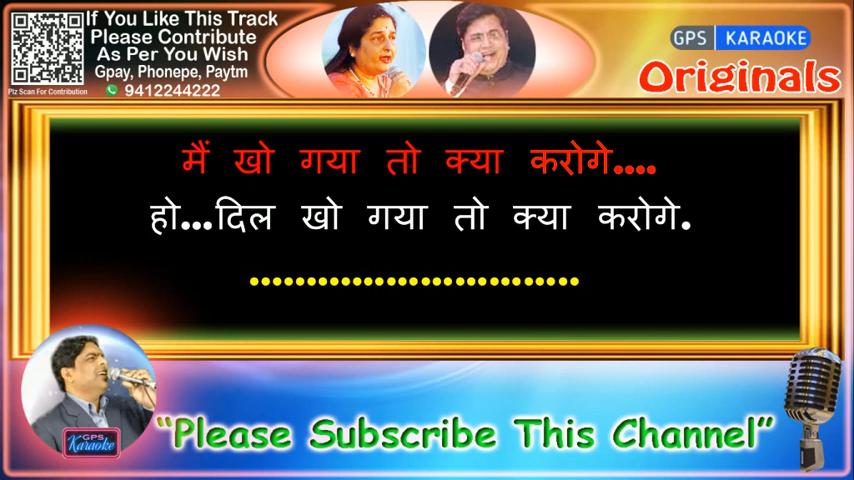 If You Like This Track
Please Contribute
As Per You Wish
Gpay, Phonepe, Paytm
Plz Scan For Contribution
9412244222
GPS | KARAOKE
Originals
मैं खो गया तो क्या करोगे....
हो...दिल खो गया तो क्या करोगे.
.............................
GPS
Karaoke
“Please Subscribe This Channel”